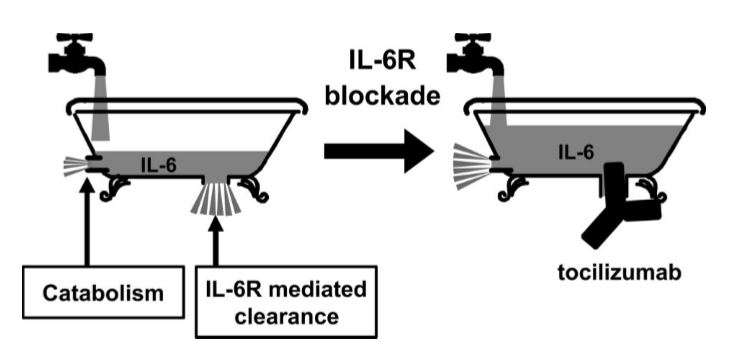 IL-6R
blockade
IL-6
IL-6
tocilizumab
Catabolism
IL-6R mediated
clearance